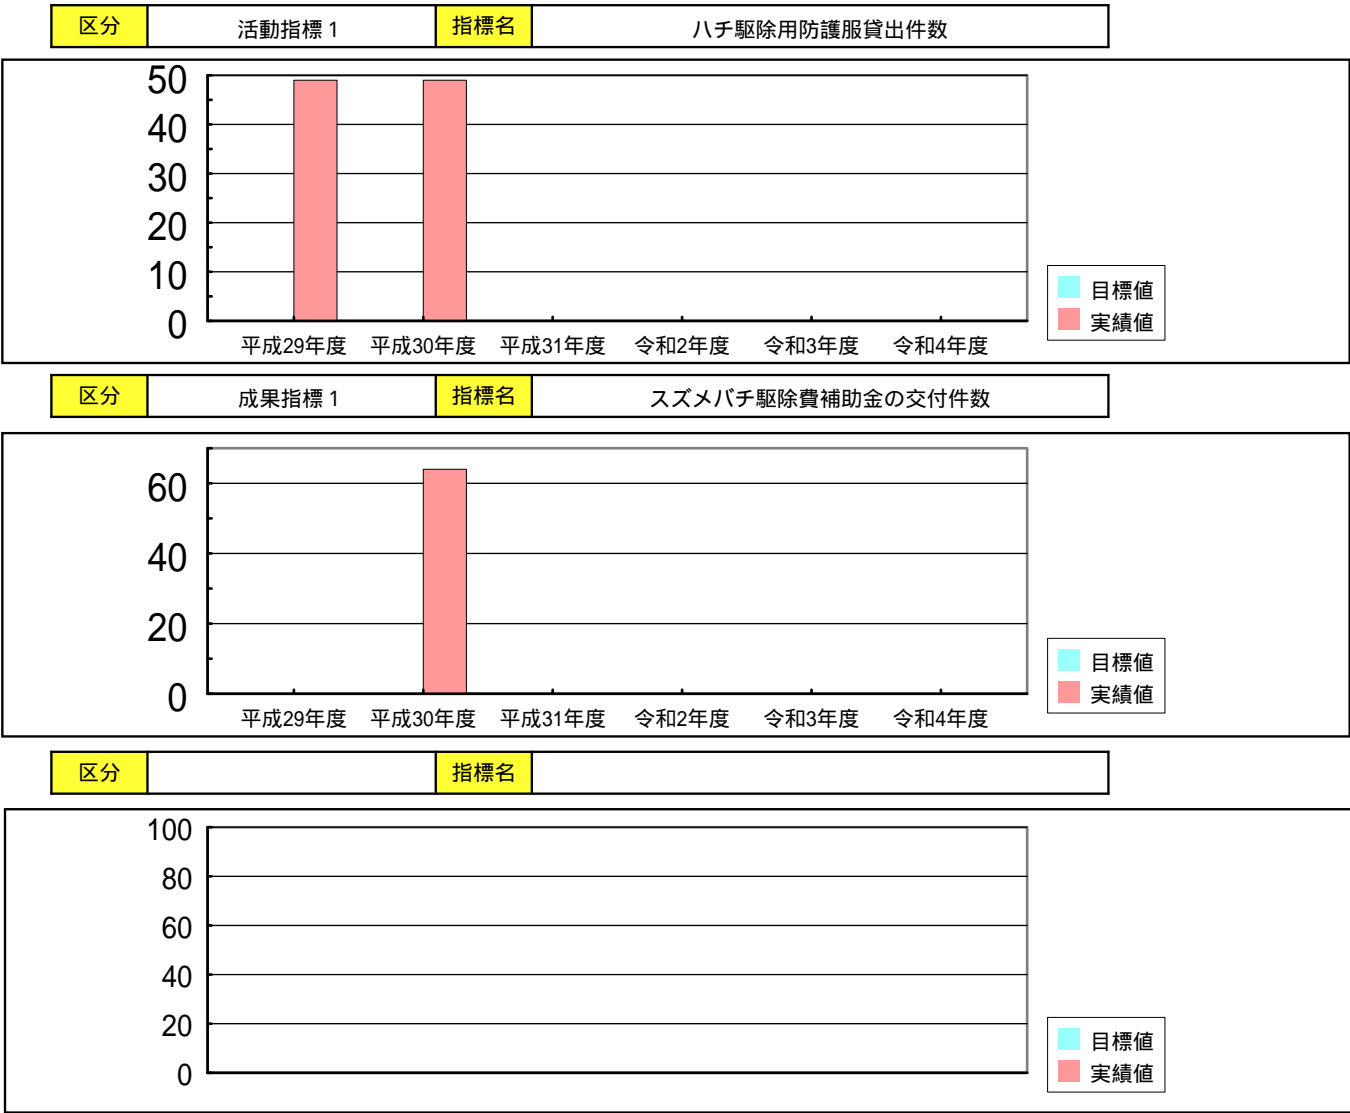 区分 活動指標1 指標名 ハチ駆除用防護服貸出件数
50
40
30
20
10
0
平成29年度 平成30年度 平成31年度 令和2年度 令和3年度 令和4年度
目標値
実績値
区分 成果指標1 指標名 スズメバチ駆除費補助金の交付件数
60
40
20
0
平成29年度 平成30年度 平成31年度 令和2年度 令和3年度 令和4年度
目標値
実績値
区分 指標名
100
80
60
40
20
0
目標値
実績値